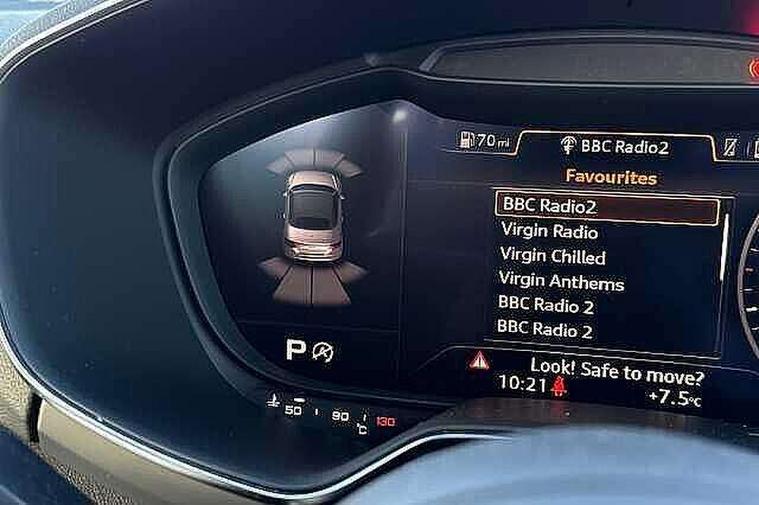 70 mi
BBC Radio2
Favourites
BBC Radio2
Virgin Radio
Virgin Chilled
Virgin Anthems
BBC Radio 2
BBC Radio 2
P A
Look! Safe to move?
10:21
+7.5°C
50 90 130
°C